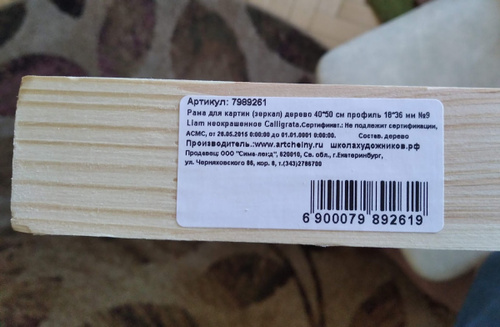 Артикул: 7989261
Рама для картин (зеркал) дерево 40*50 см профиль 18*36 мм №9
Liam неокрашенное Calligrata.Сертификат.: Не подлежит сертификации,
АСМС, от 26.05.2015 0:00:00 до 01.01.0001 0:00:00. Состав. дерево
Производитель.:www.artchelny.ru школахудожников.рф
Продавец ООО "Сима-ленд", 620010, Св. обл., г.Екатеринбург,
ул. Черняховского 86, кор. 8, т.(343)2786700
6 900079 892619